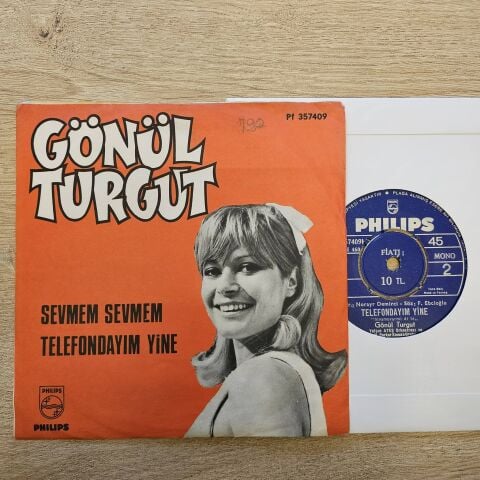 Pf 357409
792
GÖNÜL
TURGUT
SEVMEM SEVMEM
TELEFONDAYIM YİNE
PHILIPS
PHILIPS
45
MONO
2
FİATI:
10 TL.
TELEFONDAYIM YİNE
Gönül Turgut